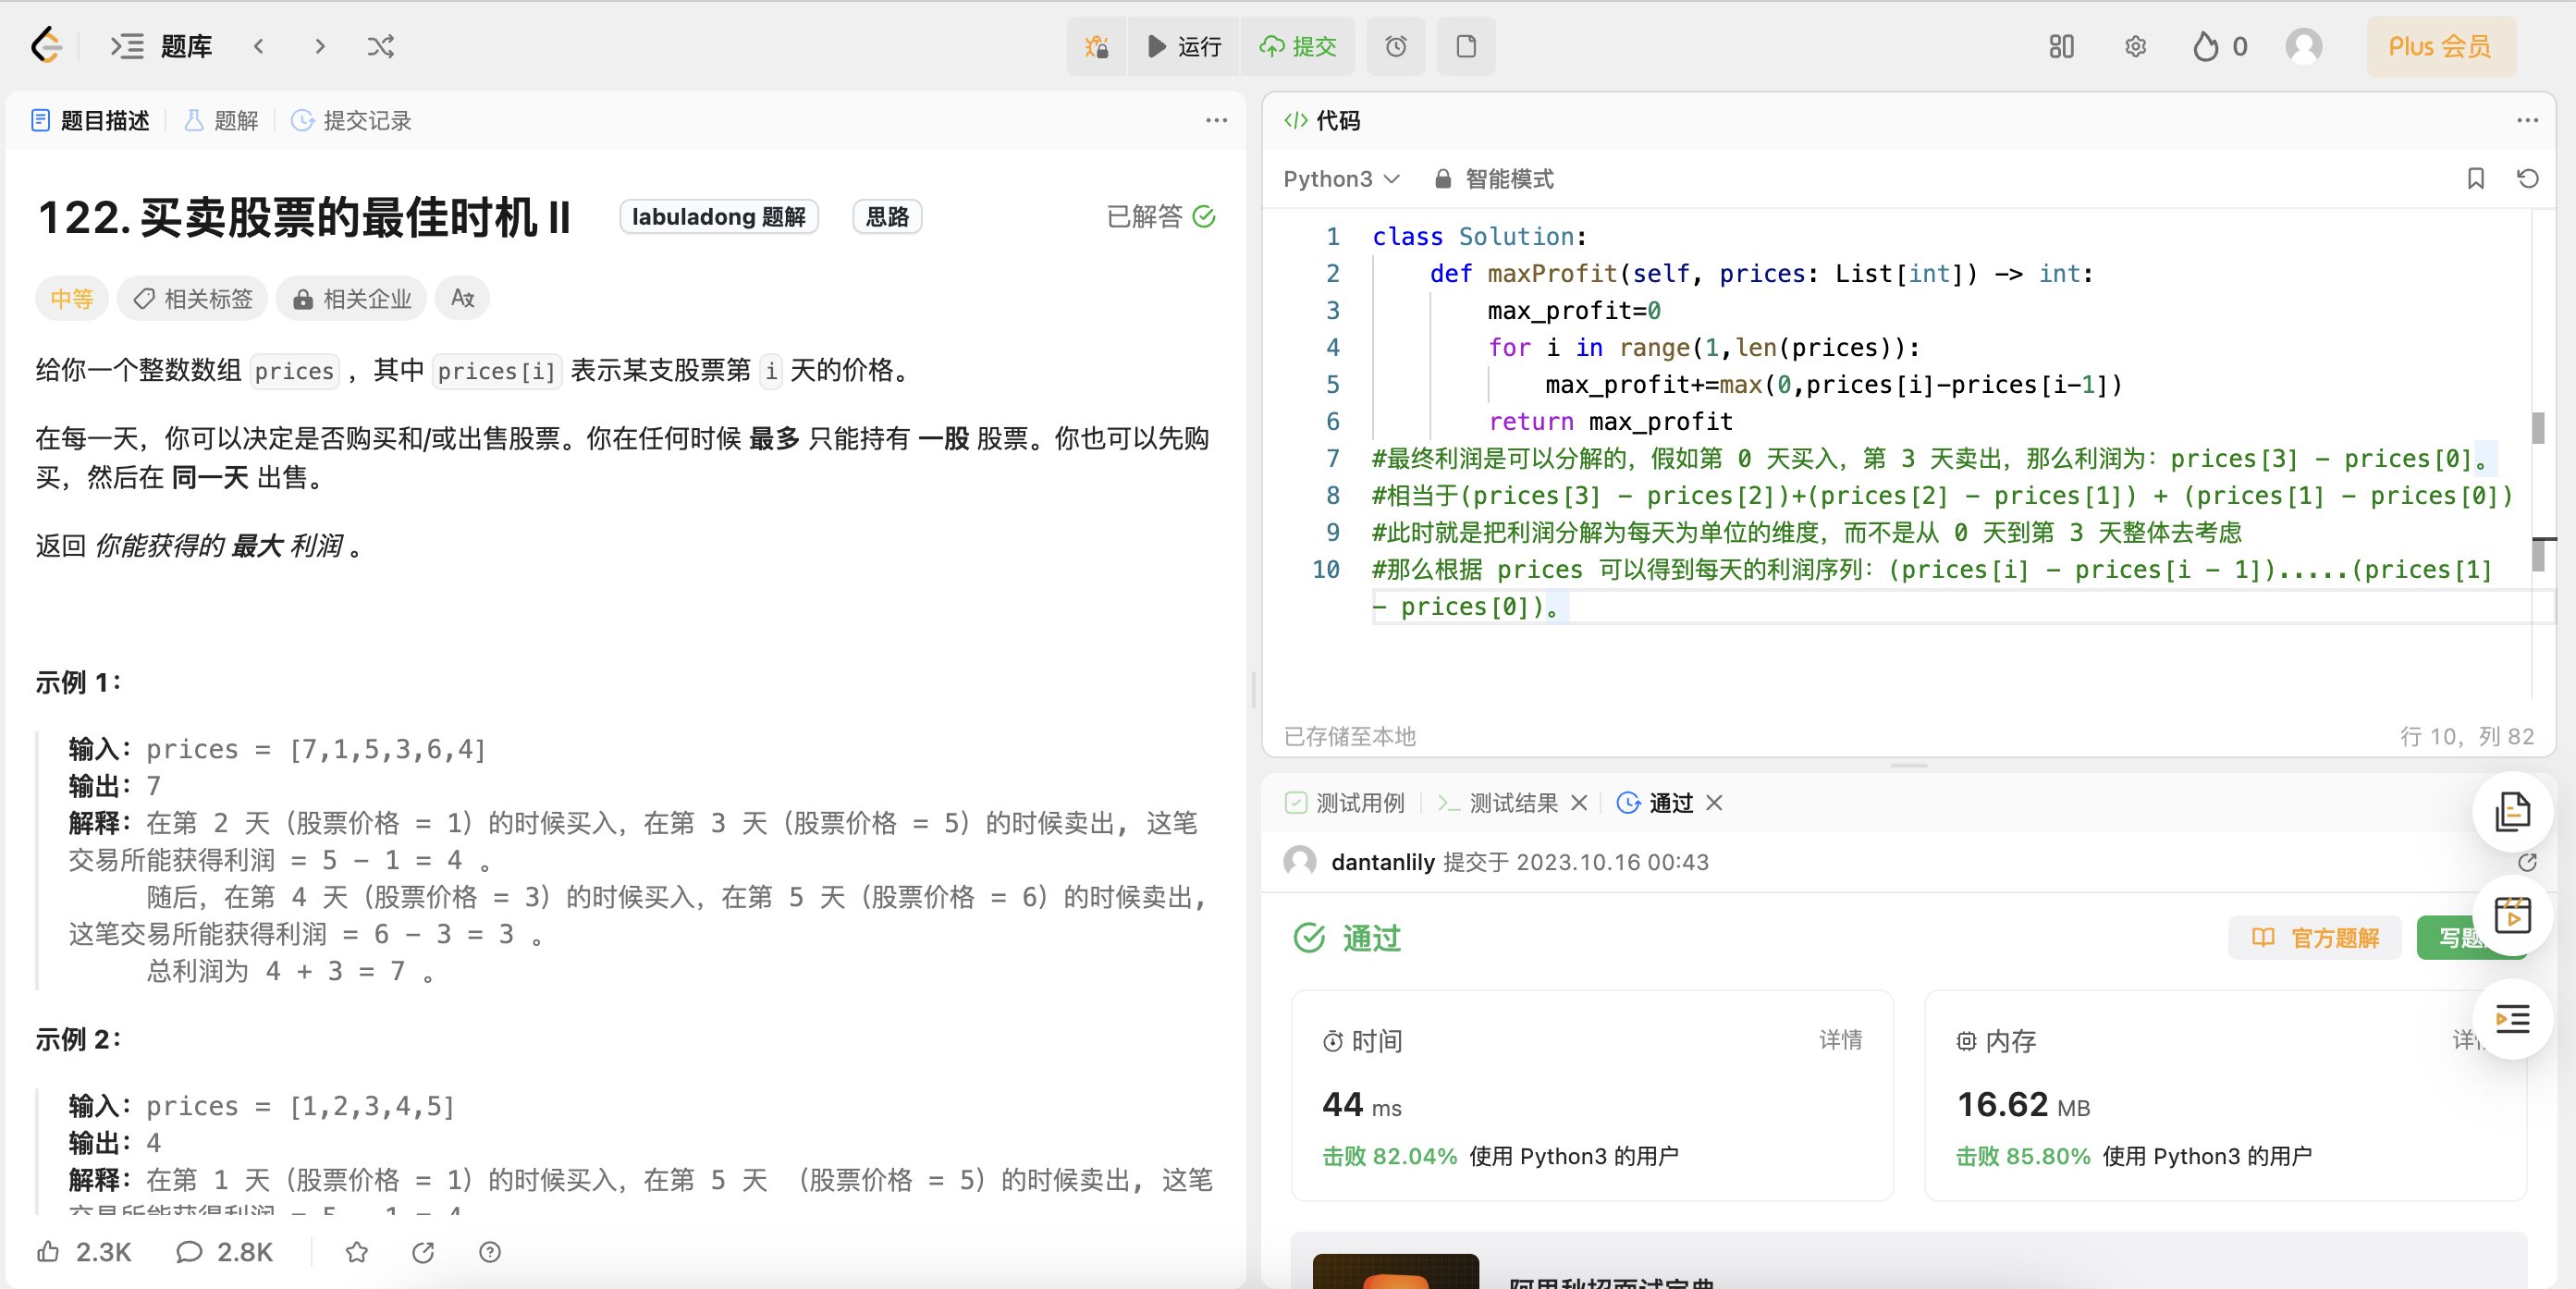 题库
运行
提交
0
Plus 会员
题目描述
题解
提交记录
122. 买卖股票的最佳时机 II
labuladong 题解
思路
已解答
中等
相关标签
相关企业
给你一个整数数组 prices ，其中 prices[i] 表示某支股票第 i 天的价格。
在每一天，你可以决定是否购买和/或出售股票。你在任何时候 最多 只能持有 一股 股票。你也可以先购
买，然后在 同一天 出售。
返回 你能获得的 最大 利润 。
示例 1：
输入：prices = [7,1,5,3,6,4]
输出：7
解释：在第 2 天（股票价格 = 1）的时候买入，在第 3 天（股票价格 = 5）的时候卖出, 这笔
交易所能获得利润 = 5 - 1 = 4 。
随后，在第 4 天（股票价格 = 3）的时候买入，在第 5 天（股票价格 = 6）的时候卖出,
这笔交易所能获得利润 = 6 - 3 = 3 。
总利润为 4 + 3 = 7 。
示例 2：
输入：prices = [1,2,3,4,5]
输出：4
解释：在第 1 天（股票价格 = 1）的时候买入，在第 5 天 （股票价格 = 5）的时候卖出, 这笔
交易所能获得利润 = 5 - 1 = 4
2.3K
2.8K
代码
Python3
智能模式
1 class Solution:
2 def maxProfit(self, prices: List[int]) -> int:
3 max_profit=0
4 for i in range(1,len(prices)):
5 max_profit+=max(0,prices[i]-prices[i-1])
6 return max_profit
7 #最终利润是可以分解的，假如第 0 天买入，第 3 天卖出，那么利润为：prices[3] - prices[0]。
8 #相当于(prices[3] - prices[2])+(prices[2] - prices[1]) + (prices[1] - prices[0])
9 #此时就是把利润分解为每天为单位的维度，而不是从 0 天到第 3 天整体去考虑
10 #那么根据 prices 可以得到每天的利润序列：(prices[i] - prices[i - 1]).....(prices[1]
- prices[0])。
已存储至本地
行 10，列 82
测试用例
测试结果
通过
dantanlily 提交于 2023.10.16 00:43
通过
官方题解
写题
时间
详情
44 ms
击败 82.04% 使用 Python3 的用户
内存
详
16.62 MB
击败 85.80% 使用 Python3 的用户
阿里秋招面试宝典